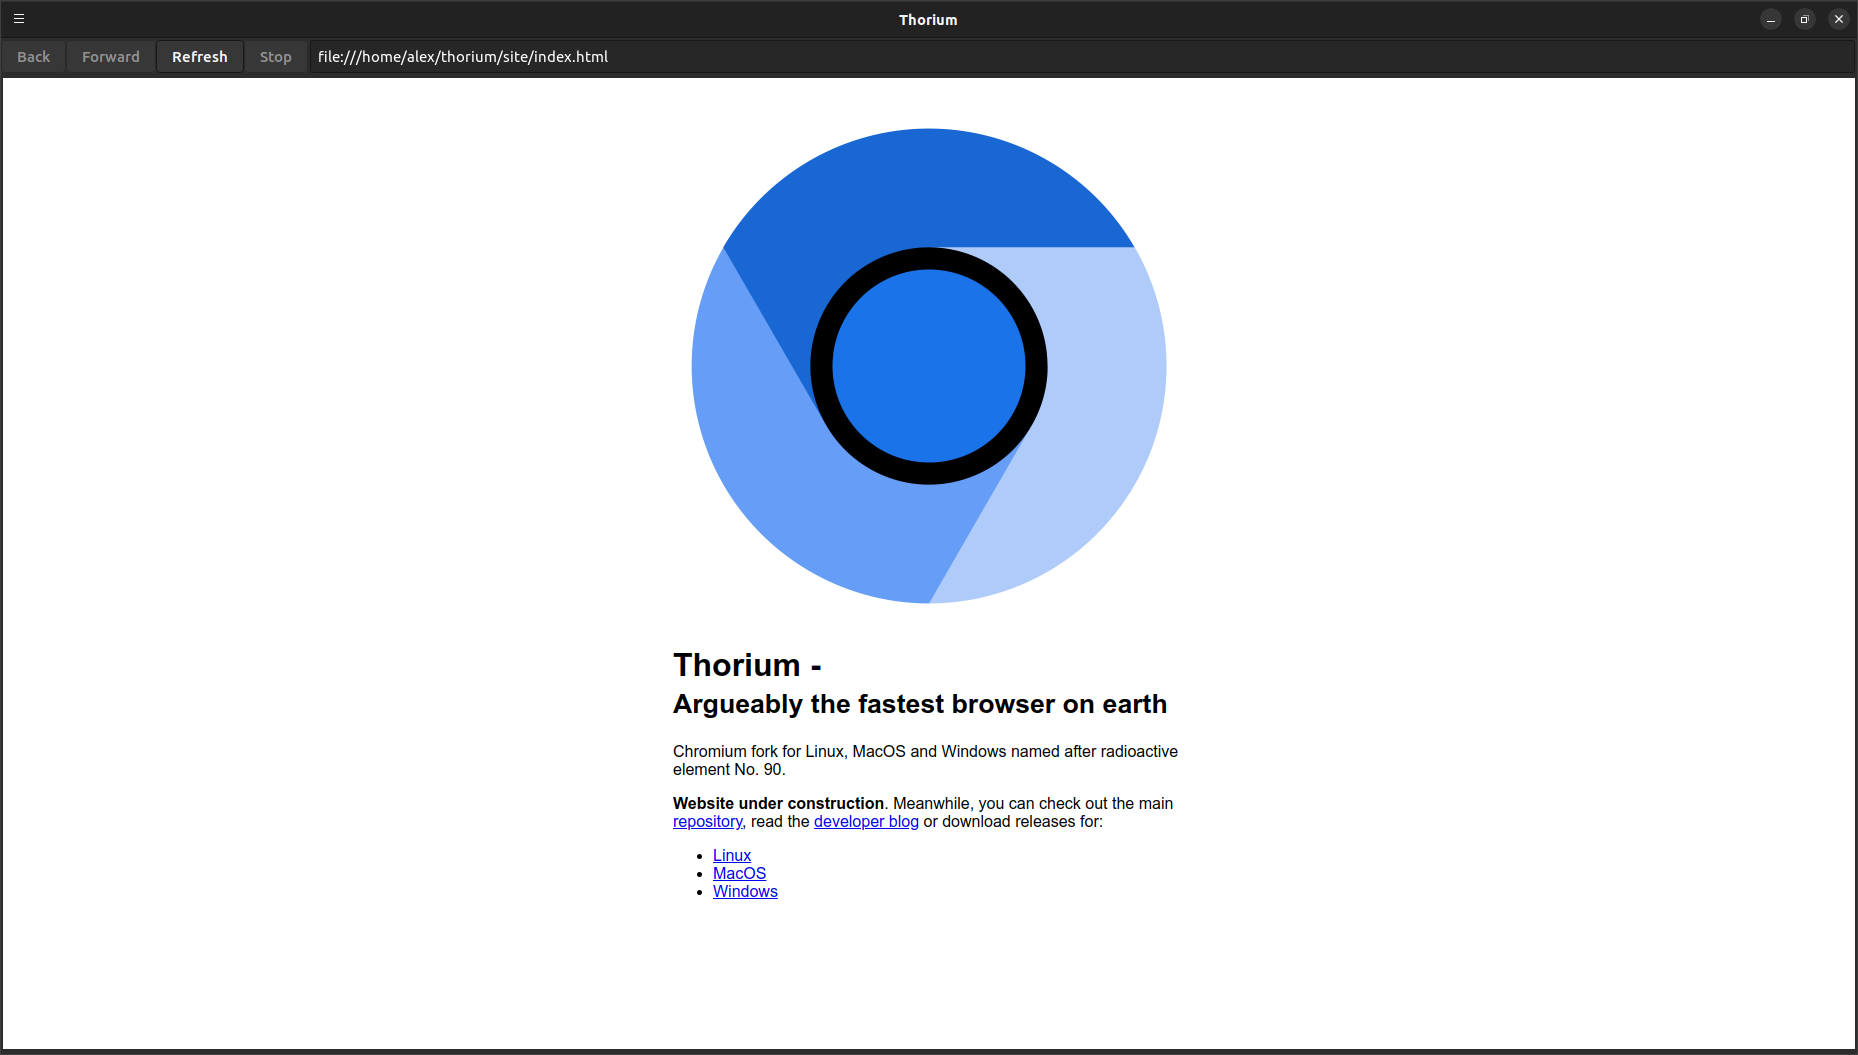 Thorium
Back Forward Refresh Stop file:///home/alex/thorium/site/index.html
Thorium -
Argueably the fastest browser on earth
Chromium fork for Linux, MacOS and Windows named after radioactive
element No. 90.
Website under construction. Meanwhile, you can check out the main
repository, read the developer blog or download releases for:
• Linux
• MacOS
• Windows